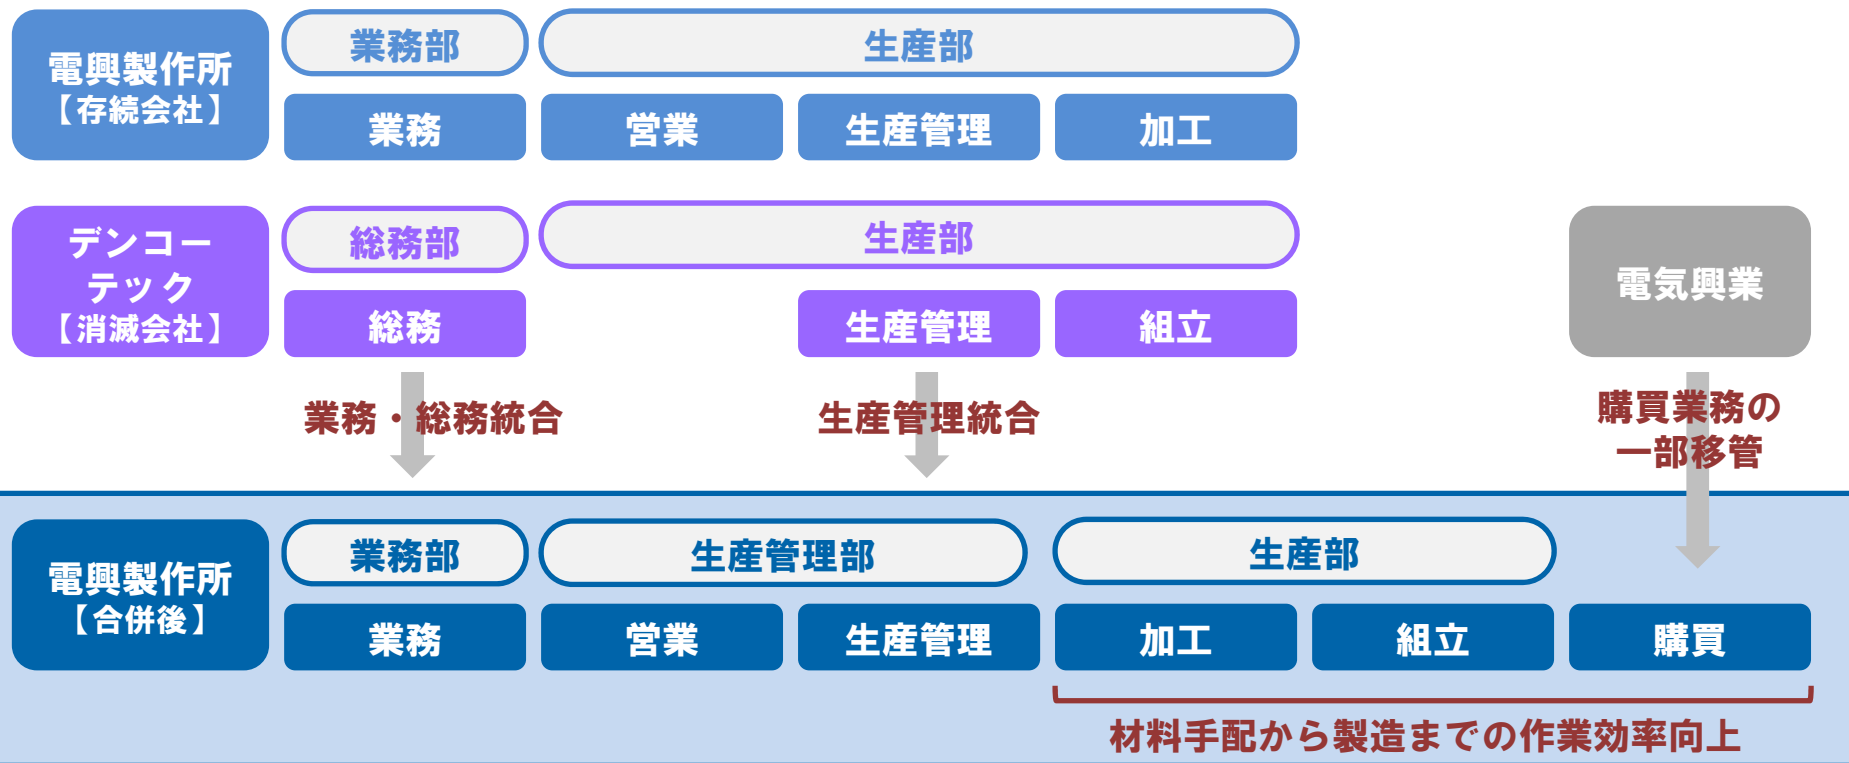 電興製作所
【存続会社】
業務部
生産部
業務
営業
生産管理
加工
デンコー
テック
【消滅会社】
総務部
生産部
総務
生産管理
組立
電気興業
業務・総務統合
生産管理統合
購買業務の
一部移管
電興製作所
【合併後】
業務部
生産管理部
生産部
業務
営業
生産管理
加工
組立
購買
材料手配から製造までの作業効率向上